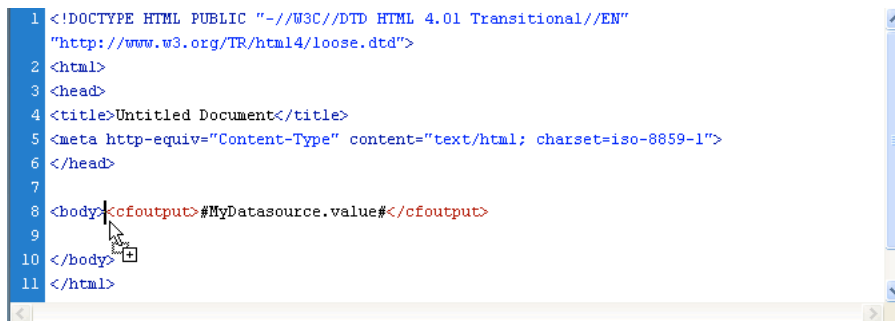 1 <!DOCTYPE HTML PUBLIC "-//W3C//DTD HTML 4.01 Transitional//EN"
"http://www.w3.org/TR/html4/loose.dtd">
2 <html>
3 <head>
4 <title>Untitled Document</title>
5 <meta http-equiv="Content-Type" content="text/html; charset=iso-8859-1">
6 </head>
7
8 <body><cfoutput>#MyDatasource.value#</cfoutput>
9
10 </body>
11 </html>